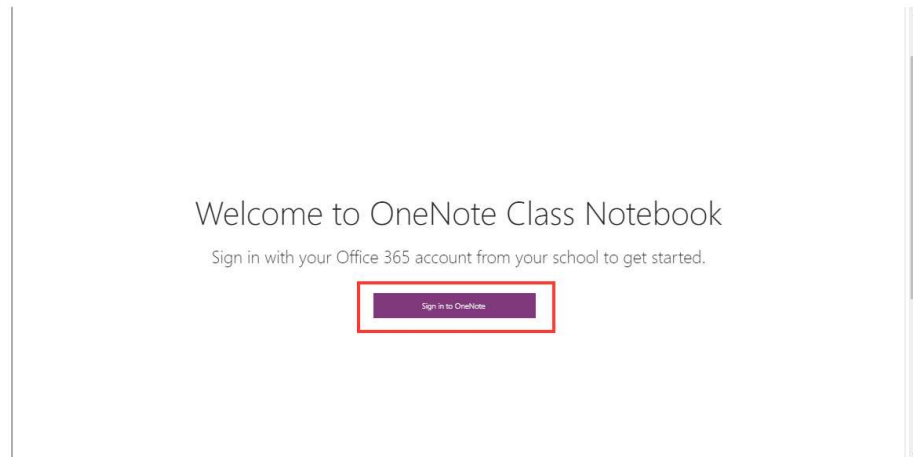 Welcome to OneNote Class Notebook
Sign in with your Office 365 account from your school to get started.
Sign in to OneNote